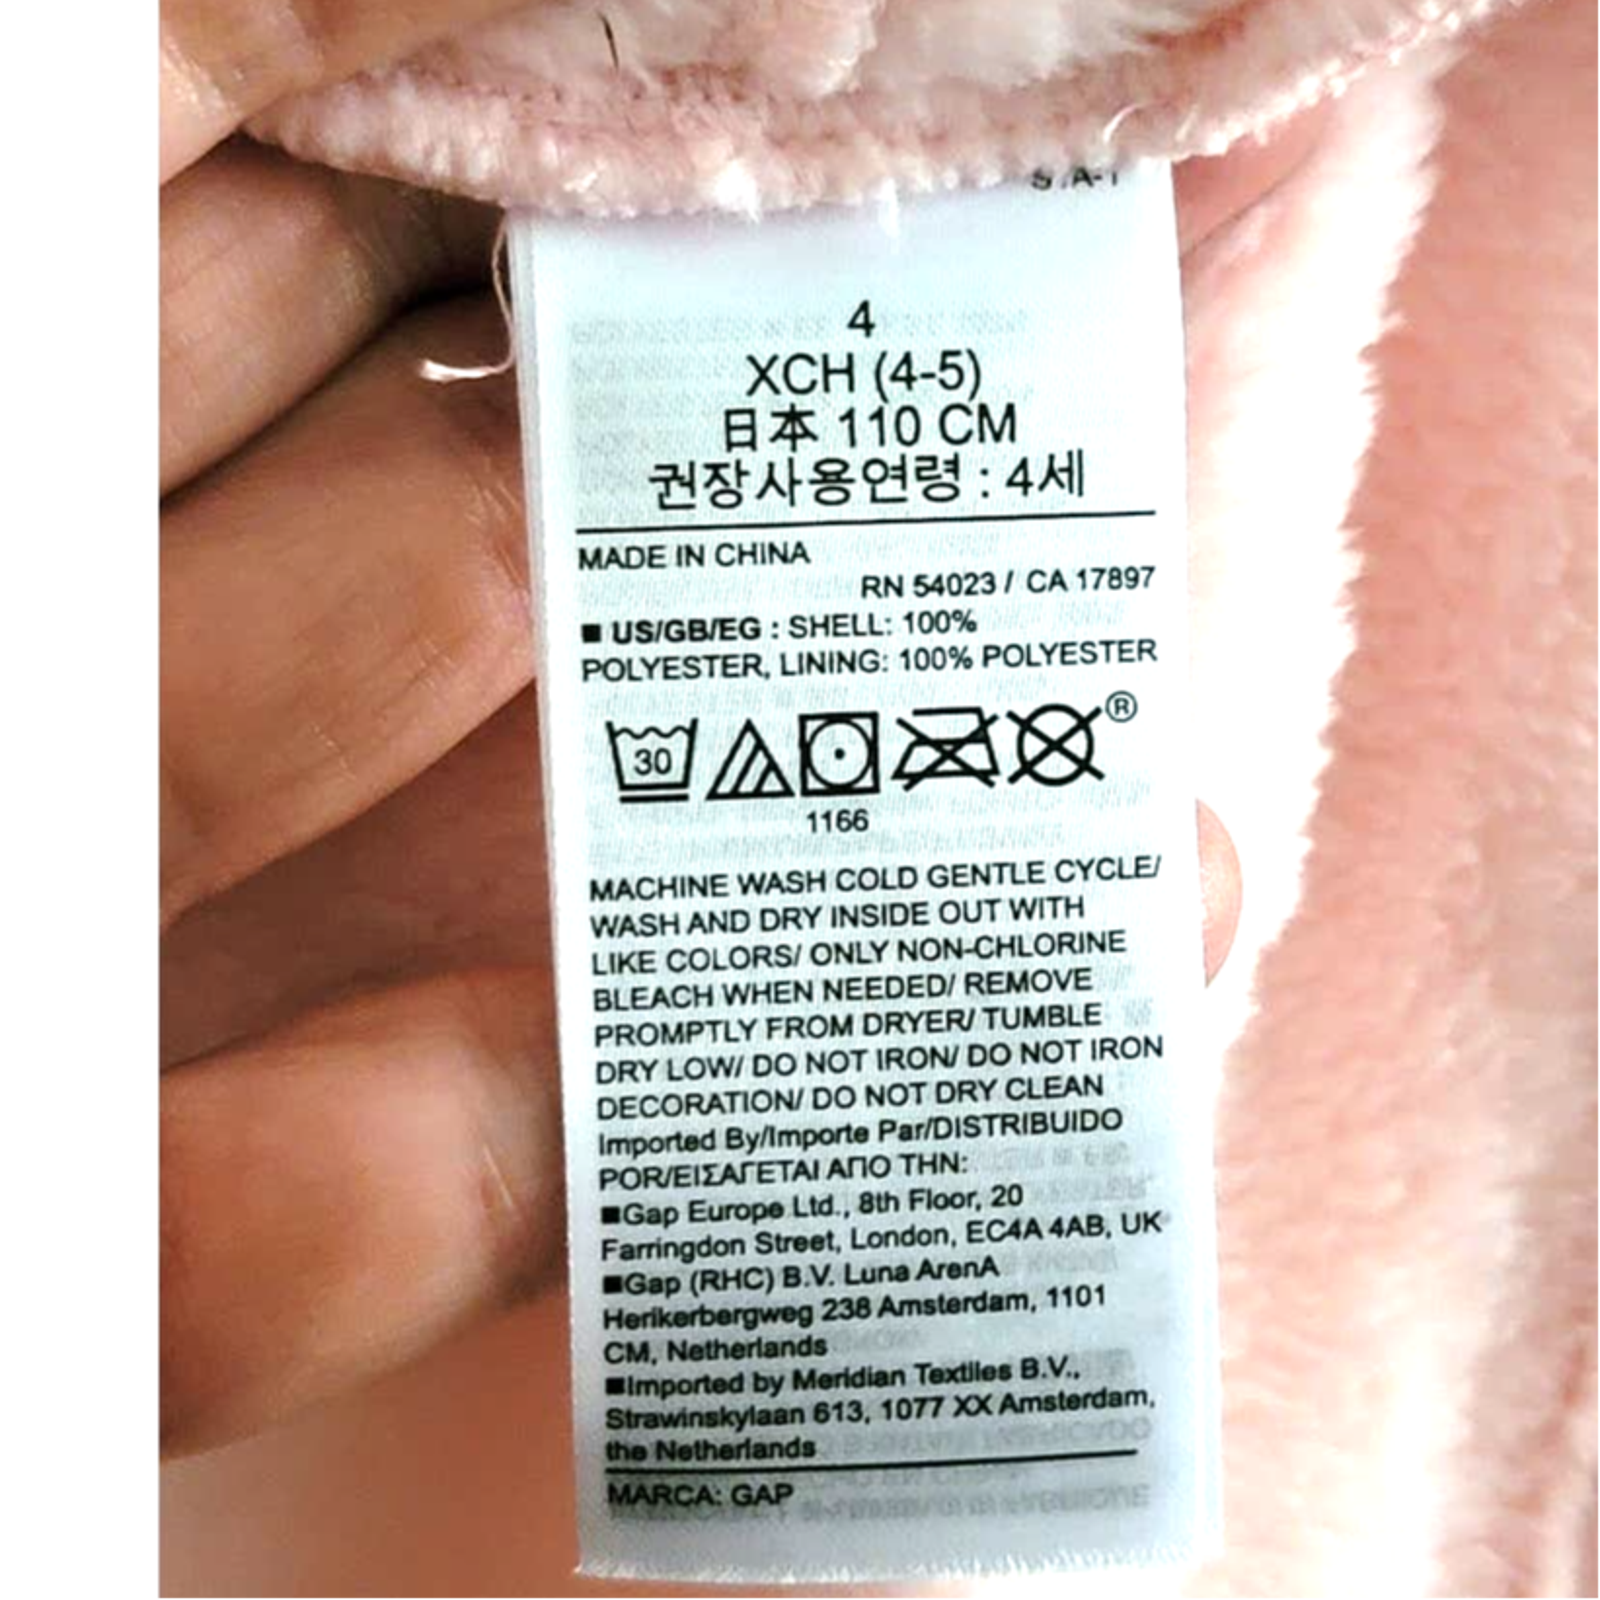 4
XCH (4-5)
日本 110 CM
권장사용연령 : 4세
MADE IN CHINA
RN 54023 / CA 17897
■ US/GB/EG : SHELL: 100%
POLYESTER, LINING: 100% POLYESTER
30
®
1166
MACHINE WASH COLD GENTLE CYCLE/
WASH AND DRY INSIDE OUT WITH
LIKE COLORS/ ONLY NON-CHLORINE
BLEACH WHEN NEEDED/ REMOVE
PROMPTLY FROM DRYER/ TUMBLE
DRY LOW/ DO NOT IRON/ DO NOT IRON
DECORATION/ DO NOT DRY CLEAN
Imported By/Importe Par/DISTRIBUIDO
POR/ΕΙΣΑΓΕΤΑΙ ΑΠΟ ΤΗΝ:
■Gap Europe Ltd., 8th Floor, 20
Farringdon Street, London, EC4A 4AB, UK
■Gap (RHC) B.V. Luna ArenA
Herikerbergweg 238 Amsterdam, 1101
CM, Netherlands
■Imported by Meridian Textiles B.V.,
Strawinskylaan 613, 1077 XX Amsterdam,
the Netherlands
MARCA: GAP